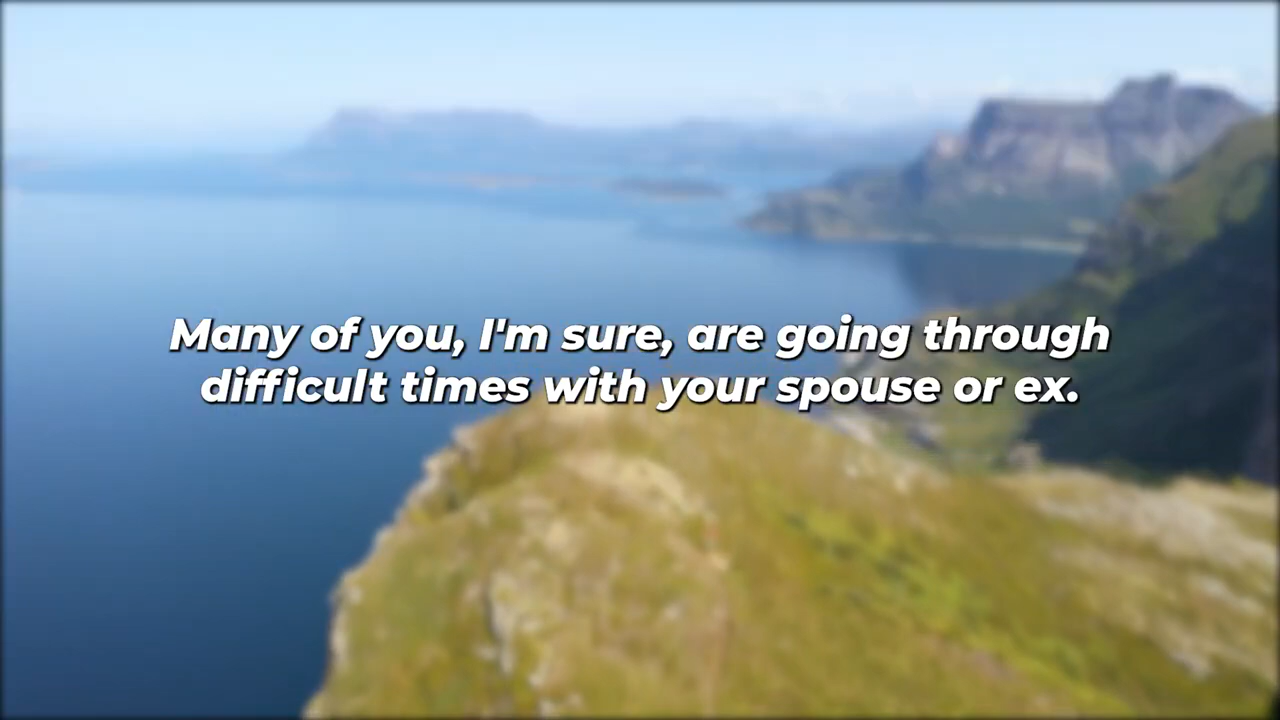 Many of you, I'm sure, are going through
difficult times with your spouse or ex.